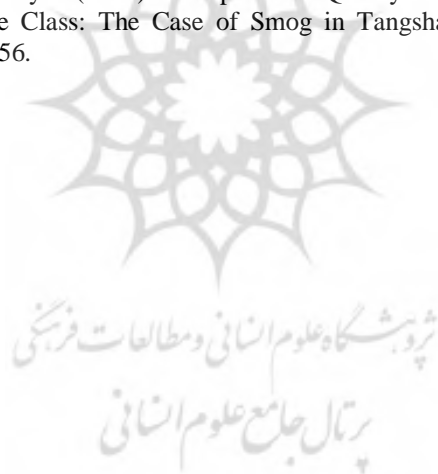 e Class: The Case of Smog in Tangsha
56.
پژوهشگاه علوم انسانی و مطالعات فرهنگی
پرتال جامع علوم انسانی